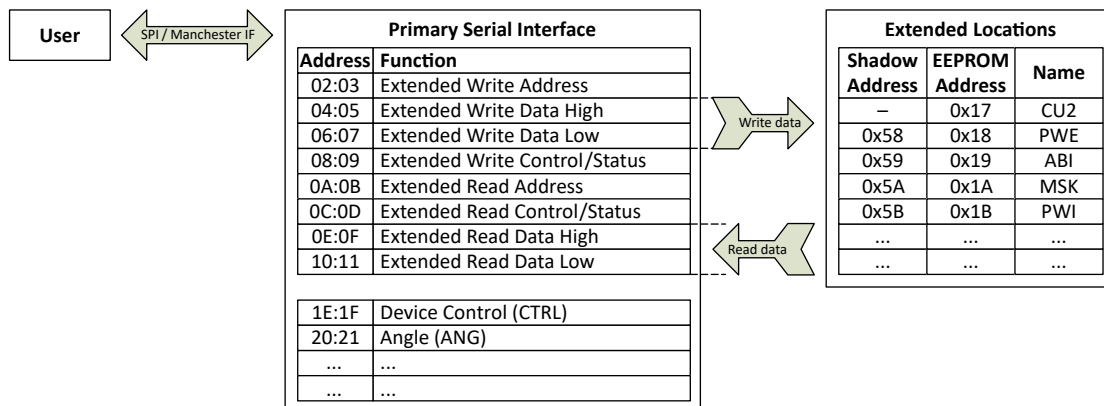 User
SPI / Manchester IF
Primary Serial Interface
Address Function
02:03 Extended Write Address
04:05 Extended Write Data High
06:07 Extended Write Data Low
08:09 Extended Write Control/Status
0A:0B Extended Read Address
0C:0D Extended Read Control/Status
0E:0F Extended Read Data High
10:11 Extended Read Data Low
1E:1F Device Control (CTRL)
20:21 Angle (ANG)
... ...
... ...
Write data
Read data
Extended Locations
Shadow Address EEPROM Address Name
– 0x17 CU2
0x58 0x18 PWE
0x59 0x19 ABI
0x5A 0x1A MSK
0x5B 0x1B PWI
... ... ...
... ... ...